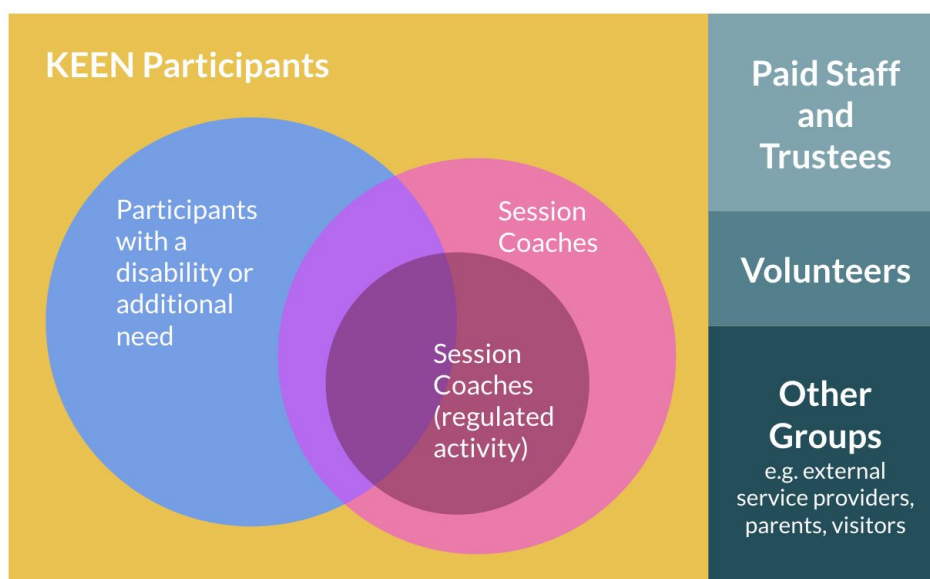 KEEN Participants
Participants
with a
disability or
additional
need
Session
Coaches
Session
Coaches
(regulated
activity)
Paid Staff
and
Trustees
Volunteers
Other
Groups
e.g. external
service providers,
parents, visitors